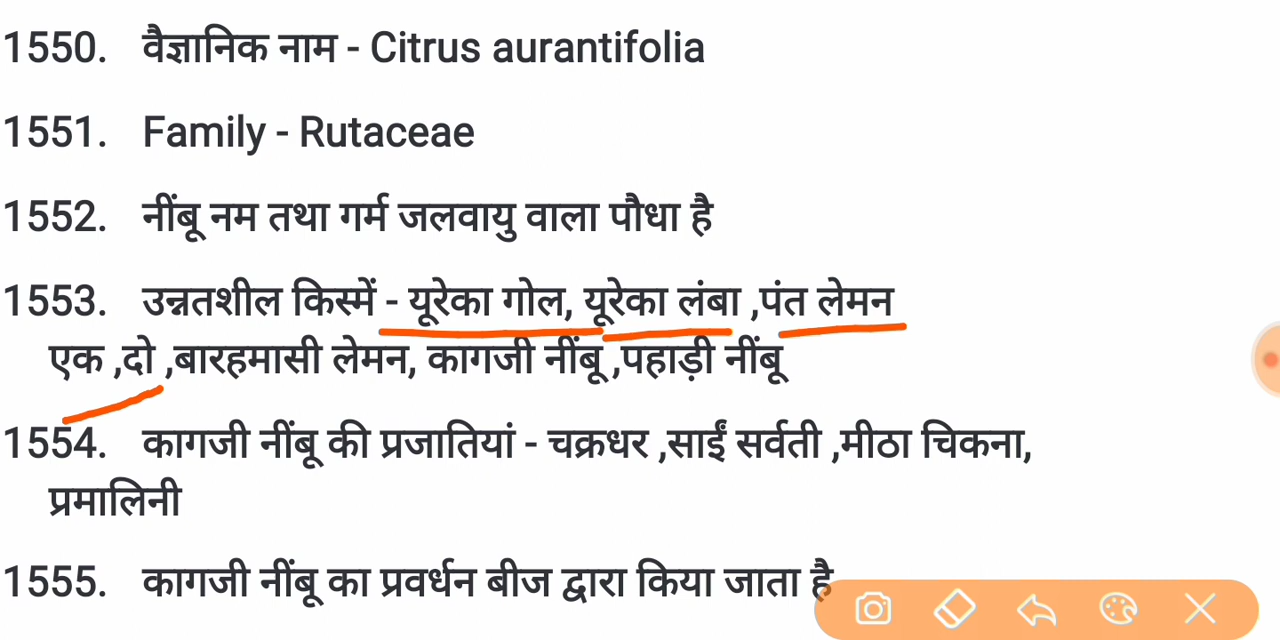 1550. वैज्ञानिक नाम - Citrus aurantifolia
1551. Family - Rutaceae
1552. नींबू नम तथा गर्म जलवायु वाला पौधा है
1553. उन्नतशील किस्में - यूरेका गोल, यूरेका लंबा ,पंत लेमन
एक ,दो ,बारहमासी लेमन, कागजी नींबू ,पहाड़ी नींबू
1554. कागजी नींबू की प्रजातियां - चक्रधर ,साईं सर्वती ,मीठा चिकना,
प्रमालिनी
1555. कागजी नींबू का प्रवर्धन बीज द्वारा किया जाता है